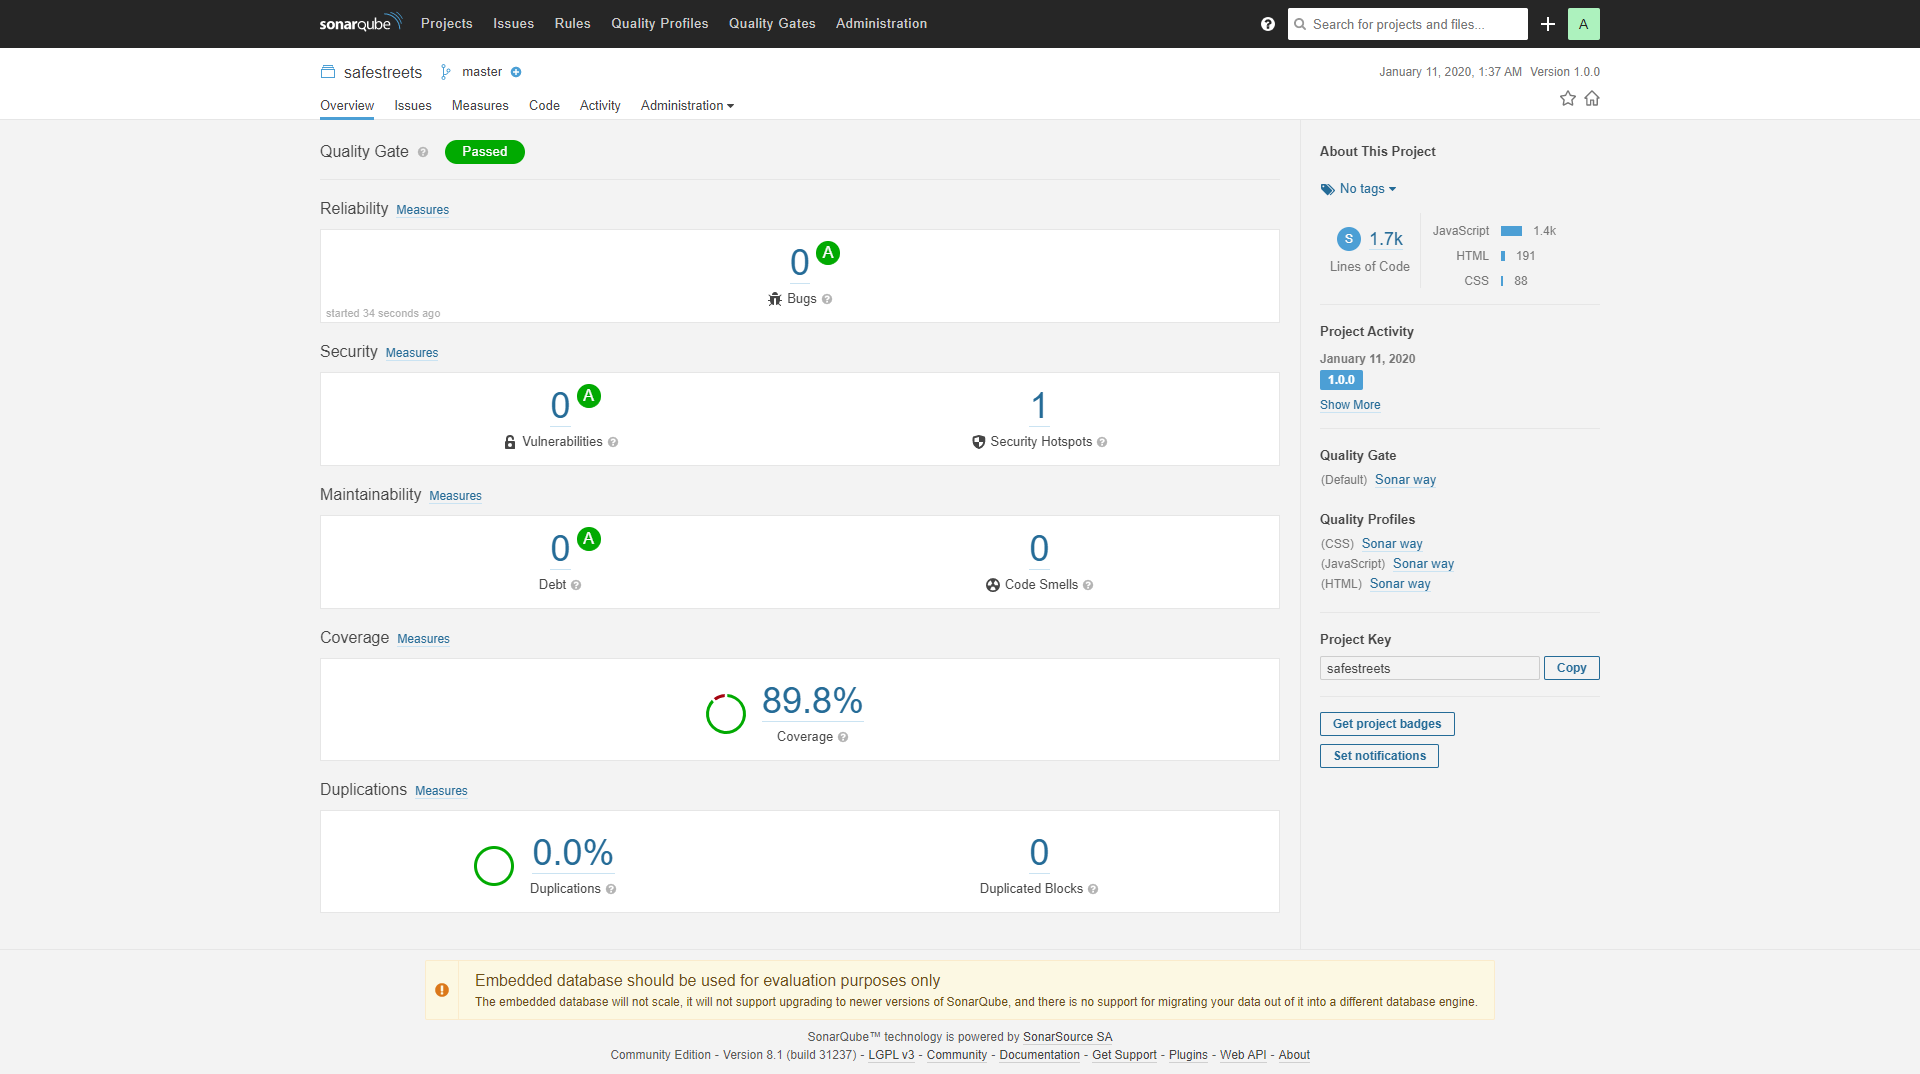 sonarqube Projects Issues Rules Quality Profiles Quality Gates Administration Search for projects and files... A
safestreets master January 11, 2020, 1:37 AM Version 1.0.0
Overview Issues Measures Code Activity Administration
Quality Gate Passed
Reliability Measures
0 A
Bugs
started 34 seconds ago
Security Measures
0 A 1
Vulnerabilities Security Hotspots
Maintainability Measures
0 A 0
Debt Code Smells
Coverage Measures
89.8%
Coverage
Duplications Measures
0.0% 0
Duplications Duplicated Blocks
About This Project
No tags
S 1.7k
Lines of Code
JavaScript 1.4k
HTML 191
CSS 88
Project Activity
January 11, 2020
1.0.0
Show More
Quality Gate
(Default) Sonar way
Quality Profiles
(CSS) Sonar way
(JavaScript) Sonar way
(HTML) Sonar way
Project Key
safestreets Copy
Get project badges
Set notifications
Embedded database should be used for evaluation purposes only
The embedded database will not scale, it will not support upgrading to newer versions of SonarQube, and there is no support for migrating your data out of it into a different database engine.
SonarQube™ technology is powered by SonarSource SA
Community Edition - Version 8.1 (build 31237) - LGPL v3 - Community - Documentation - Get Support - Plugins - Web API - About